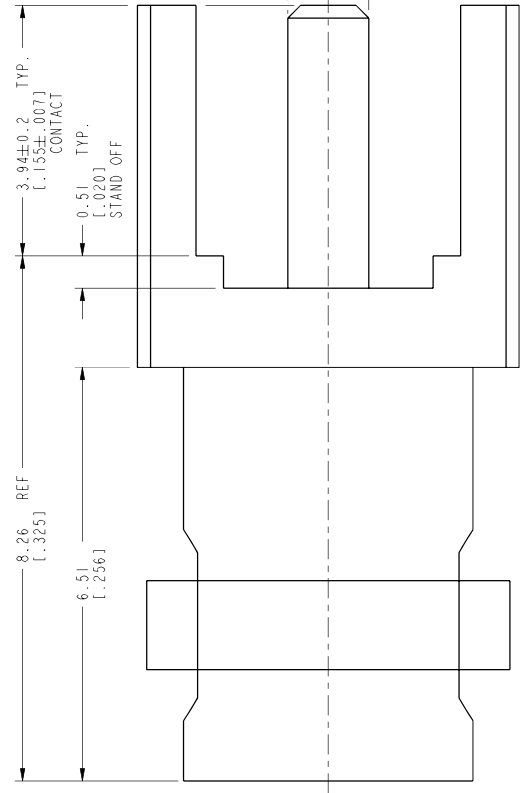 3.94±0.2 TYP.
[.155±.007]
CONTACT
0.51 TYP.
[.020]
STAND OFF
8.26 REF
[.325]
6.51
[.256]